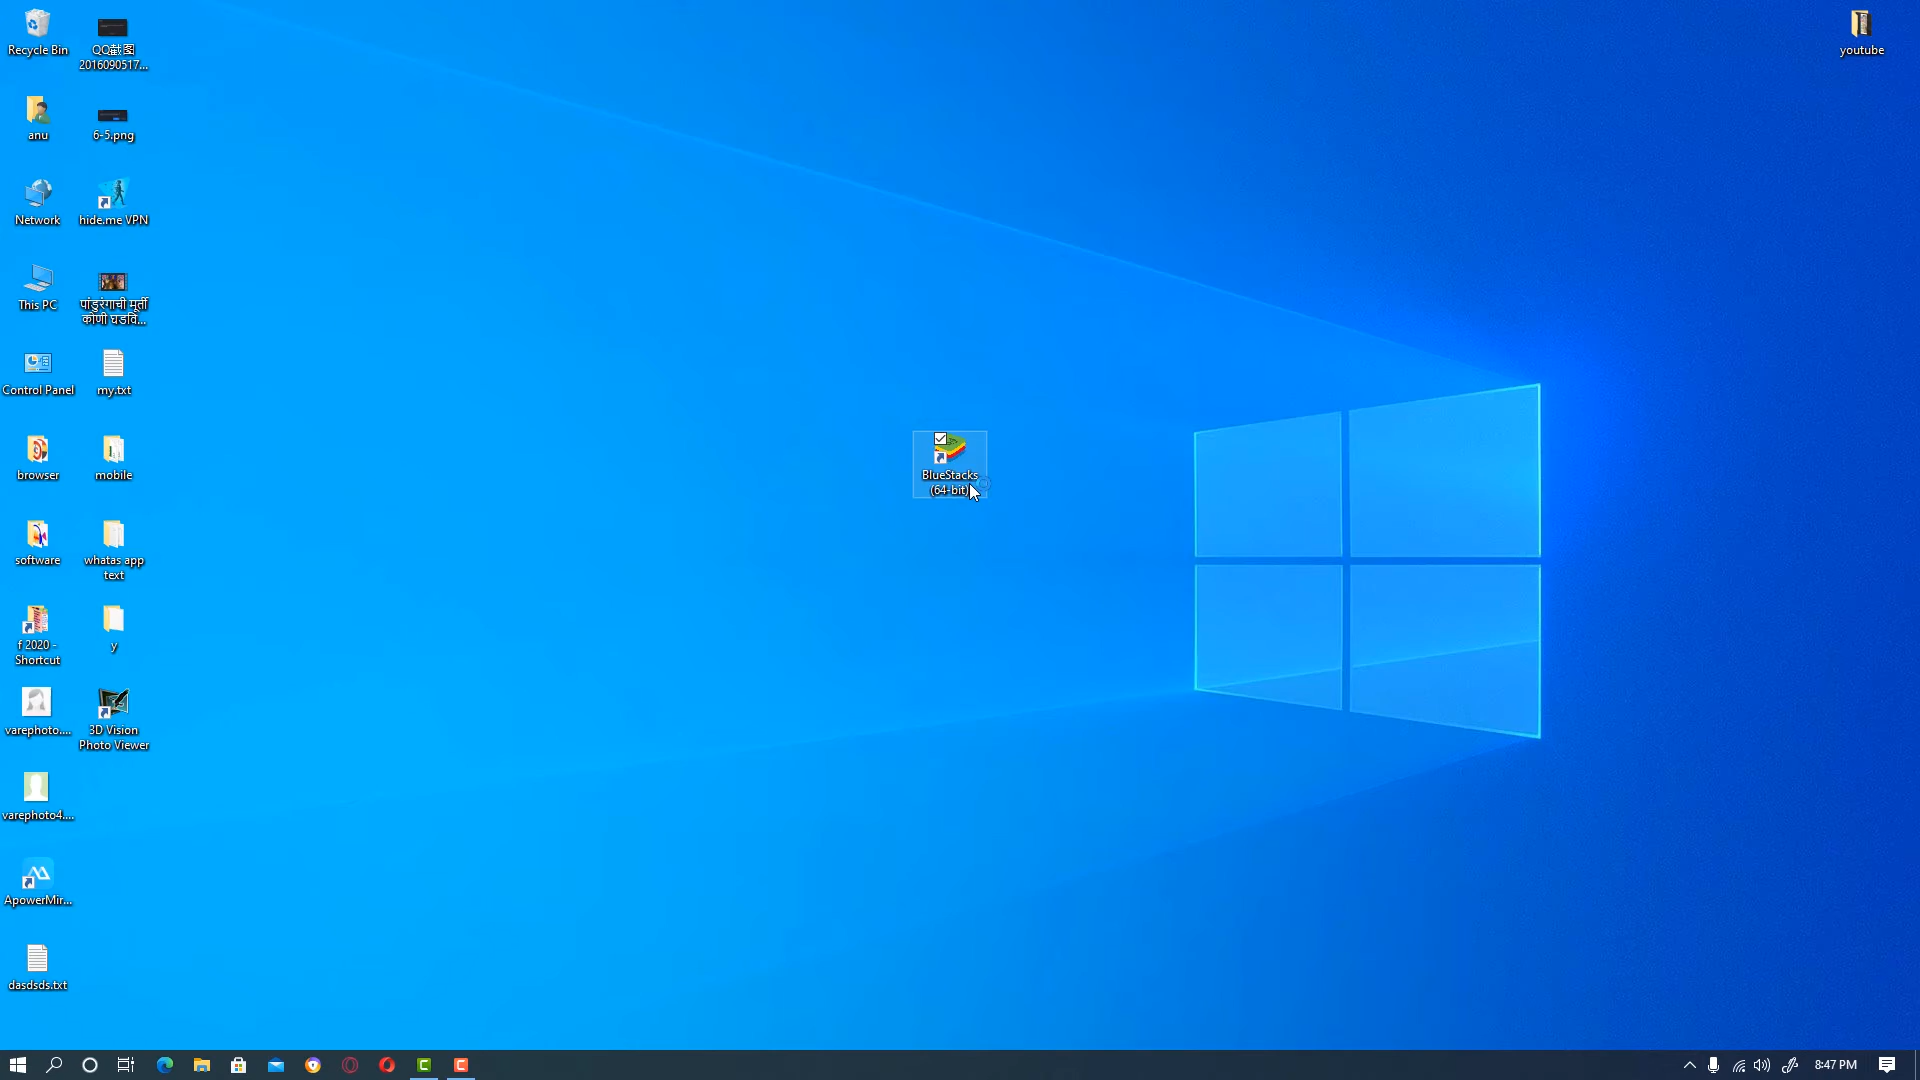 Recycle Bin
QQ截图
2016090517...
youtube
anu
6-5.png
Network
hide.me VPN
This PC
पांडुरंगाची मूर्ती
कोणी घडवि...
Control Panel
my.txt
browser
mobile
BlueStacks
(64-bit)
software
whatas app
text
f 2020 -
Shortcut
y
varephoto....
3D Vision
Photo Viewer
varephoto4....
ApowerMir...
dasdsds.txt
8:47 PM